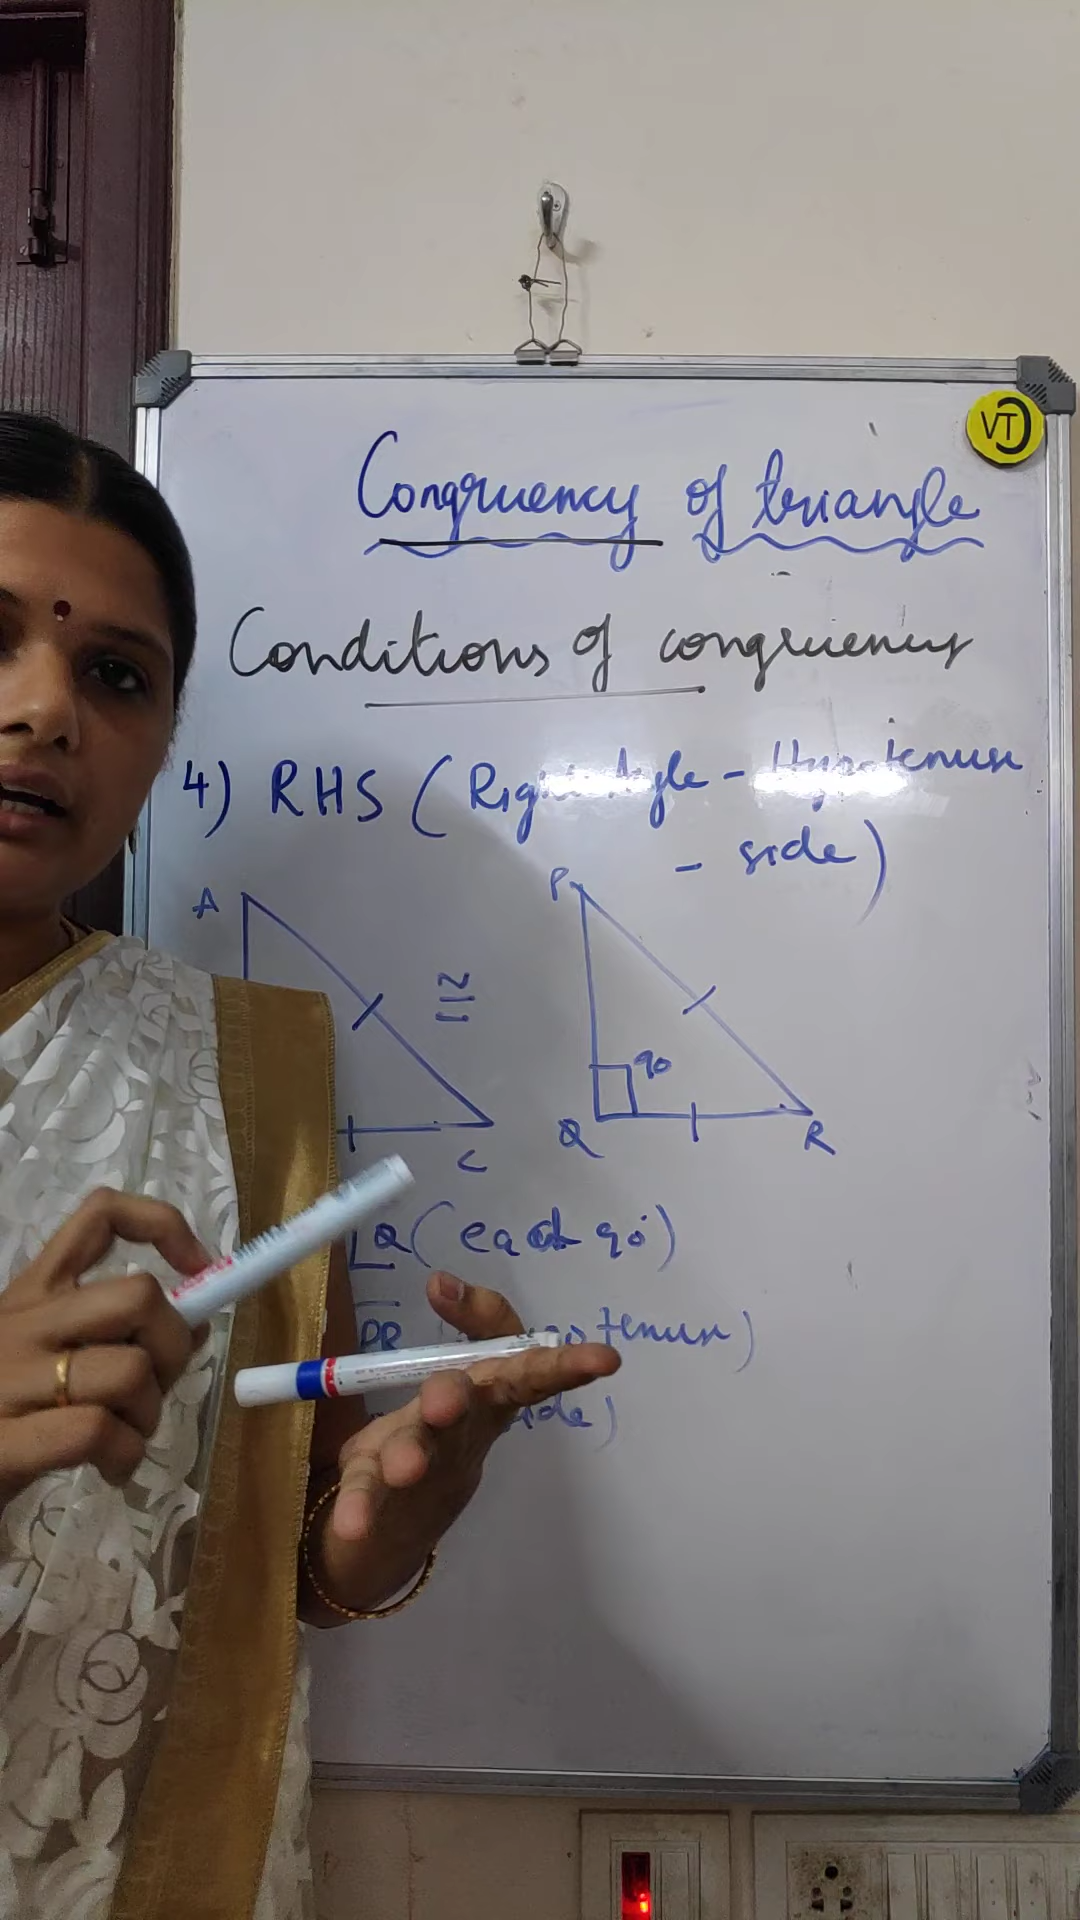 VT
Congruency of triangle
Conditions of congruency
4) RHS ( Right Angle - Hypotenuse
- side )
A
P
≅
90
C
Q
R
∠Q ( each 90° )
PR
tenuse )
side )